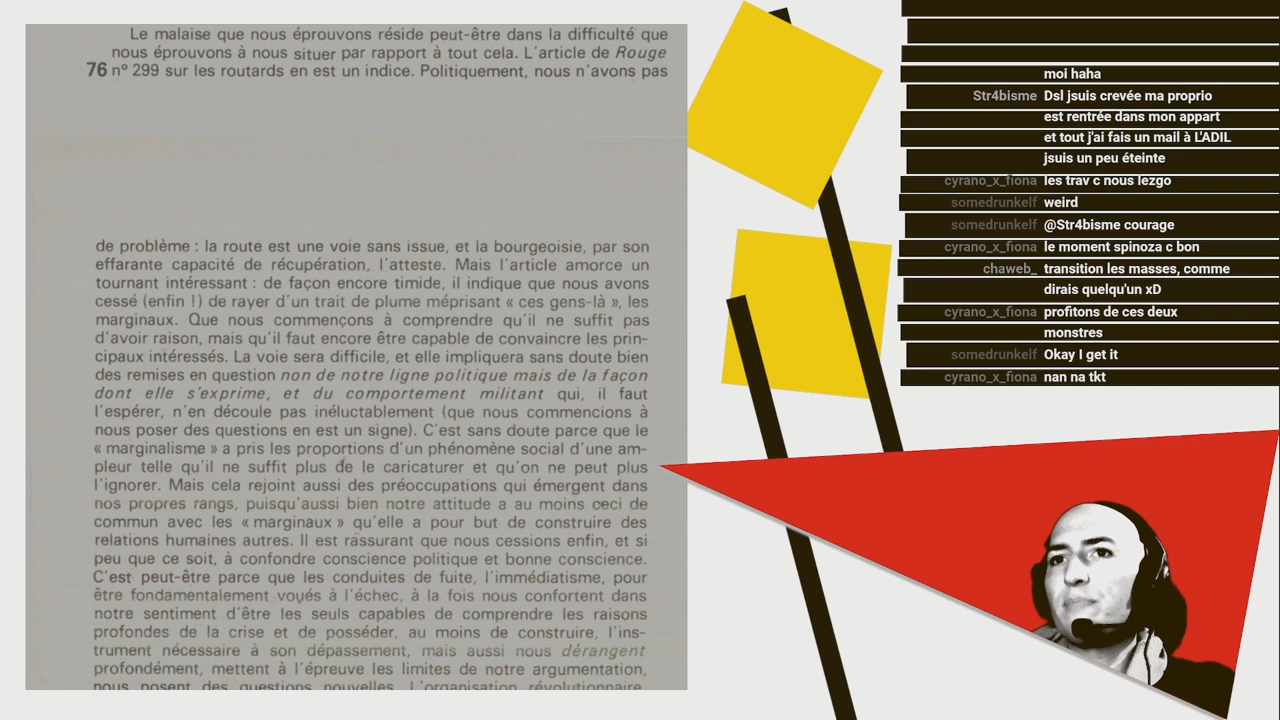 Le malaise que nous éprouvons réside peut-être dans la difficulté que
nous éprouvons à nous situer par rapport à tout cela. L'article de Rouge
76 n° 299 sur les routards en est un indice. Politiquement, nous n'avons pas
de problème : la route est une voie sans issue, et la bourgeoisie, par son
effarante capacité de récupération, l'atteste. Mais l'article amorce un
tournant intéressant : de façon encore timide, il indique que nous avons
cessé (enfin !) de rayer d'un trait de plume méprisant « ces gens-là », les
marginaux. Que nous commençons à comprendre qu'il ne suffit pas
d'avoir raison, mais qu'il faut encore être capable de convaincre les prin-
cipaux intéressés. La voie sera difficile, et elle impliquera sans doute bien
des remises en question non de notre ligne politique mais de la façon
dont elle s'exprime, et du comportement militant qui, il faut
l'espérer, n'en découle pas inéluctablement (que nous commencions à
nous poser des questions en est un signe). C'est sans doute parce que le
« marginalisme » a pris les proportions d'un phénomène social d'une am-
pleur telle qu'il ne suffit plus de le caricaturer et qu'on ne peut plus
l'ignorer. Mais cela rejoint aussi des préoccupations qui émergent dans
nos propres rangs, puisqu'aussi bien notre attitude a au moins ceci de
commun avec les « marginaux » qu'elle a pour but de construire des
relations humaines autres. Il est rassurant que nous cessions enfin, et si
peu que ce soit, à confondre conscience politique et bonne conscience.
C'est peut-être parce que les conduites de fuite, l'immédiatisme, pour
être fondamentalement voués à l'échec, à la fois nous confortent dans
notre sentiment d'être les seuls capables de comprendre les raisons
profondes de la crise et de posséder, au moins de construire, l'ins-
trument nécessaire à son dépassement, mais aussi nous dérangent
profondément, mettent à l'épreuve les limites de notre argumentation,
nous posent des questions nouvelles. L'organisation révolutionnaire,
moi haha
Str4bisme Dsl jsuis crevée ma proprio
est rentrée dans mon appart
et tout j'ai fais un mail à L'ADIL
jsuis un peu éteinte
cyrano_x_fiona les trav c nous lezgo
somedrunkelf weird
somedrunkelf @Str4bisme courage
cyrano_x_fiona le moment spinoza c bon
chaweb_ transition les masses, comme
dirais quelqu'un xD
cyrano_x_fiona profitons de ces deux
monstres
somedrunkelf Okay I get it
cyrano_x_fiona nan na tkt